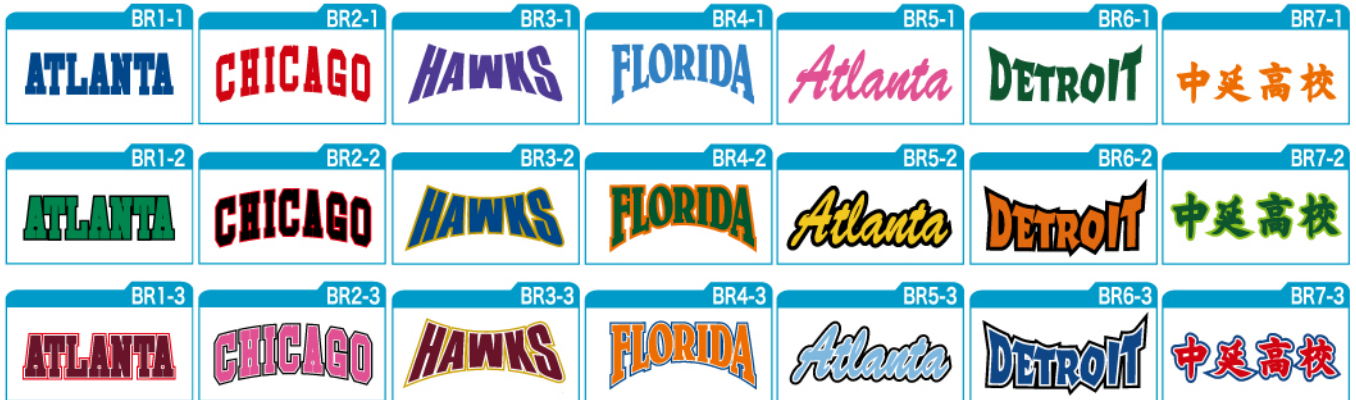 BR1-1 BR2-1 BR3-1 BR4-1 BR5-1 BR6-1 BR7-1
ATLANTA CHICAGO HAWKS FLORIDA Atlanta DETROIT 中延高校
BR1-2 BR2-2 BR3-2 BR4-2 BR5-2 BR6-2 BR7-2
ATLANTA CHICAGO HAWKS FLORIDA Atlanta DETROIT 中延高校
BR1-3 BR2-3 BR3-3 BR4-3 BR5-3 BR6-3 BR7-3
ATLANTA CHICAGO HAWKS FLORIDA Atlanta DETROIT 中延高校